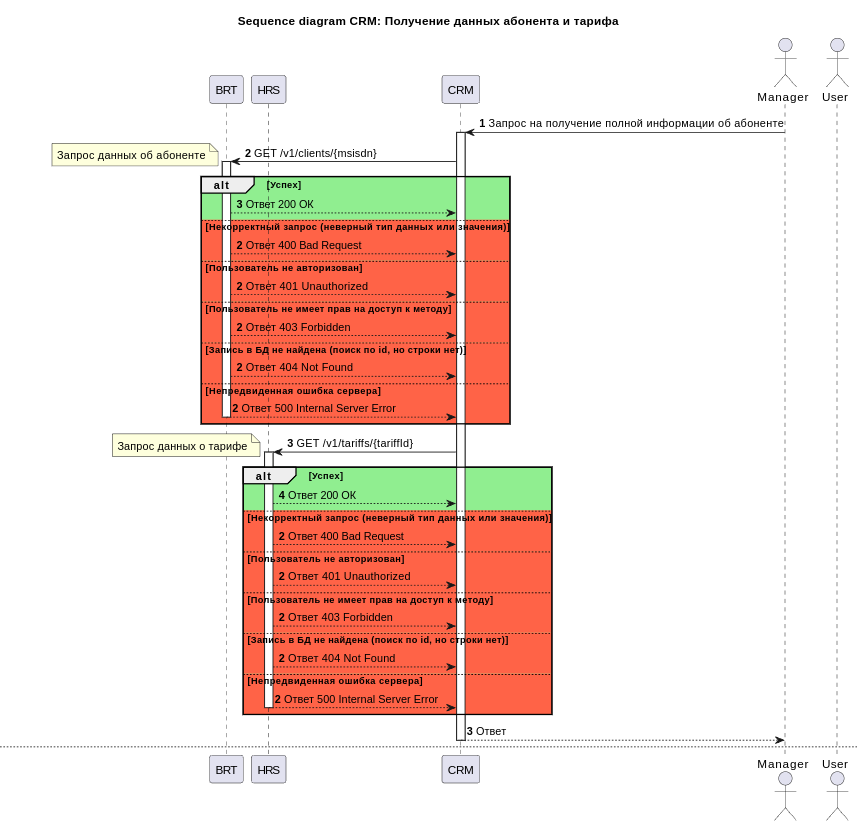 Sequence diagram CRM: Получение данных абонента и тарифа
BRT HRS CRM Manager User
1 Запрос на получение полной информации об абоненте
Запрос данных об абоненте
2 GET /v1/clients/{msisdn}
alt [Успех]
3 Ответ 200 ОК
[Некорректный запрос (неверный тип данных или значения)]
2 Ответ 400 Bad Request
[Пользователь не авторизован]
2 Ответ 401 Unauthorized
[Пользователь не имеет прав на доступ к методу]
2 Ответ 403 Forbidden
[Запись в БД не найдена (поиск по id, но строки нет)]
2 Ответ 404 Not Found
[Непредвиденная ошибка сервера]
2 Ответ 500 Internal Server Error
Запрос данных о тарифе
3 GET /v1/tariffs/{tariffId}
alt [Успех]
4 Ответ 200 ОК
[Некорректный запрос (неверный тип данных или значения)]
2 Ответ 400 Bad Request
[Пользователь не авторизован]
2 Ответ 401 Unauthorized
[Пользователь не имеет прав на доступ к методу]
2 Ответ 403 Forbidden
[Запись в БД не найдена (поиск по id, но строки нет)]
2 Ответ 404 Not Found
[Непредвиденная ошибка сервера]
2 Ответ 500 Internal Server Error
3 Ответ
BRT HRS CRM Manager User